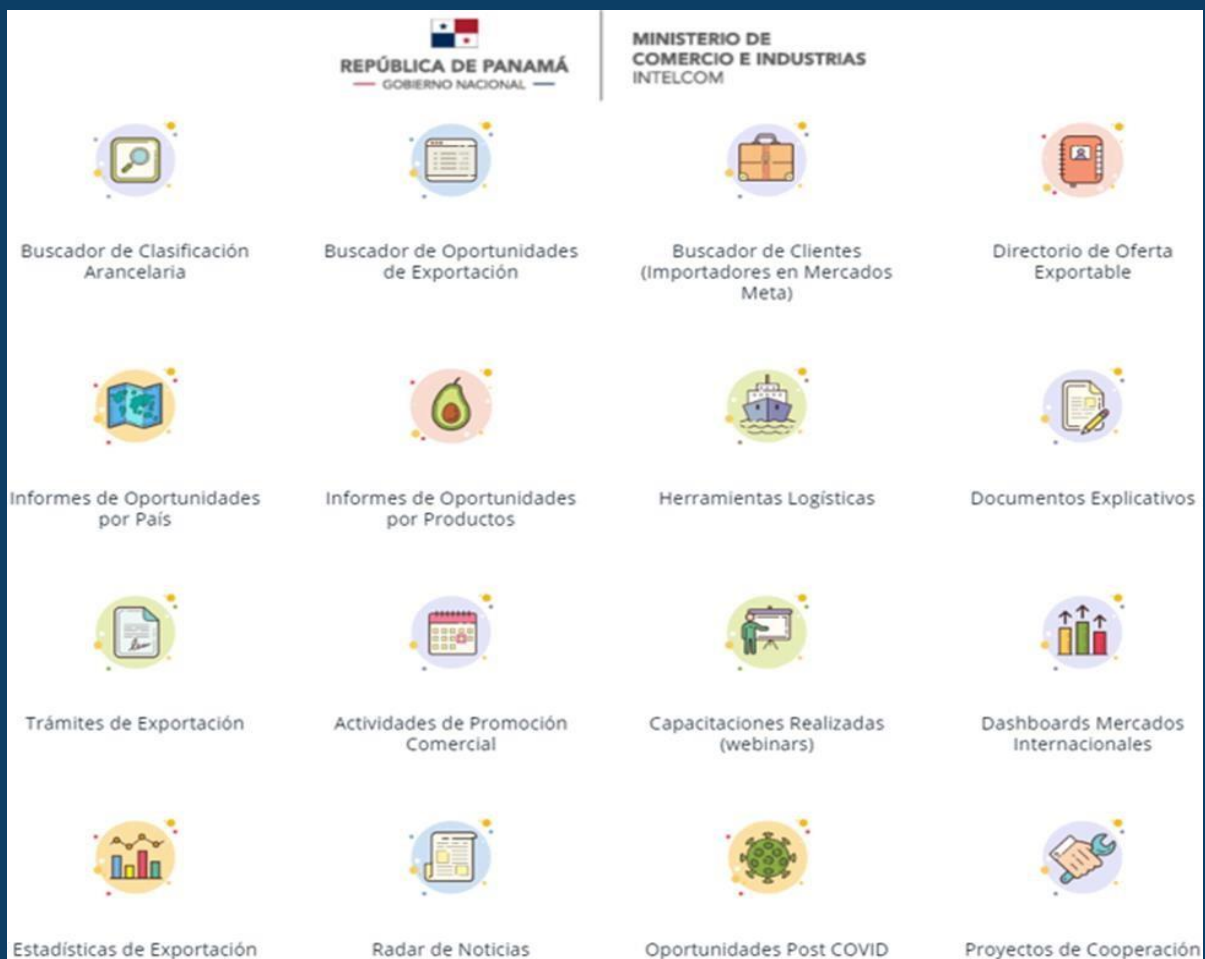 REPÚBLICA DE PANAMÁ
GOBIERNO NACIONAL
MINISTERIO DE
COMERCIO E INDUSTRIAS
INTELCOM
Buscador de Clasificación
Arancelaria
Buscador de Oportunidades
de Exportación
Buscador de Clientes
(Importadores en Mercados
Meta)
Directorio de Oferta
Exportable
Informes de Oportunidades
por País
Informes de Oportunidades
por Productos
Herramientas Logísticas
Documentos Explicativos
Trámites de Exportación
Actividades de Promoción
Comercial
Capacitaciones Realizadas
(webinars)
Dashboards Mercados
Internacionales
Estadísticas de Exportación
Radar de Noticias
Oportunidades Post COVID
Proyectos de Cooperación